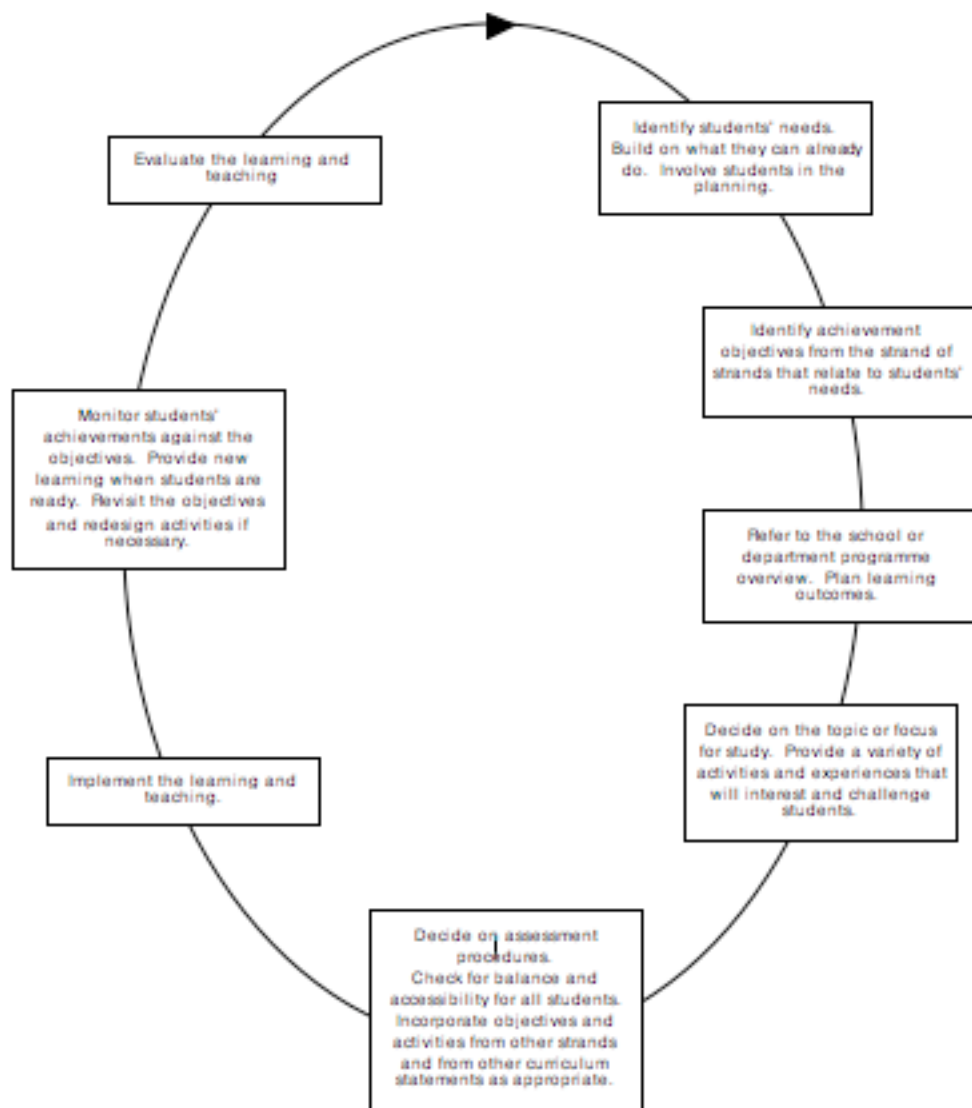 Evaluate the learning and
teaching
Identify students' needs.
Build on what they can already
do. Involve students in the
planning.
Identify achievement
objectives from the strand of
strands that relate to students'
needs.
Monitor students'
achievements against the
objectives. Provide new
learning when students are
ready. Revisit the objectives
and redesign activities if
necessary.
Refer to the school or
department programme
overview. Plan learning
outcomes.
Decide on the topic or focus
for study. Provide a variety of
activities and experiences that
will interest and challenge
students.
Implement the learning and
teaching.
Decide on assessment
procedures.
Check for balance and
accessibility for all students.
Incorporate objectives and
activities from other strands
and from other curriculum
statements as appropriate.